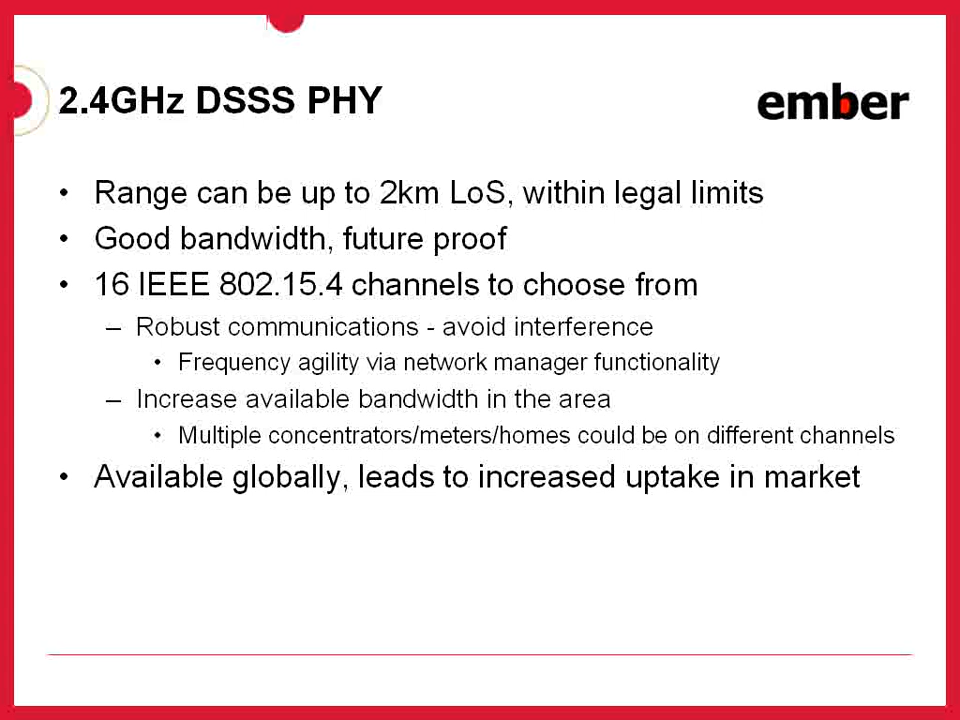 2.4GHz DSSS PHY
ember
• Range can be up to 2km LoS, within legal limits
• Good bandwidth, future proof
• 16 IEEE 802.15.4 channels to choose from
– Robust communications - avoid interference
• Frequency agility via network manager functionality
– Increase available bandwidth in the area
• Multiple concentrators/meters/homes could be on different channels
• Available globally, leads to increased uptake in market